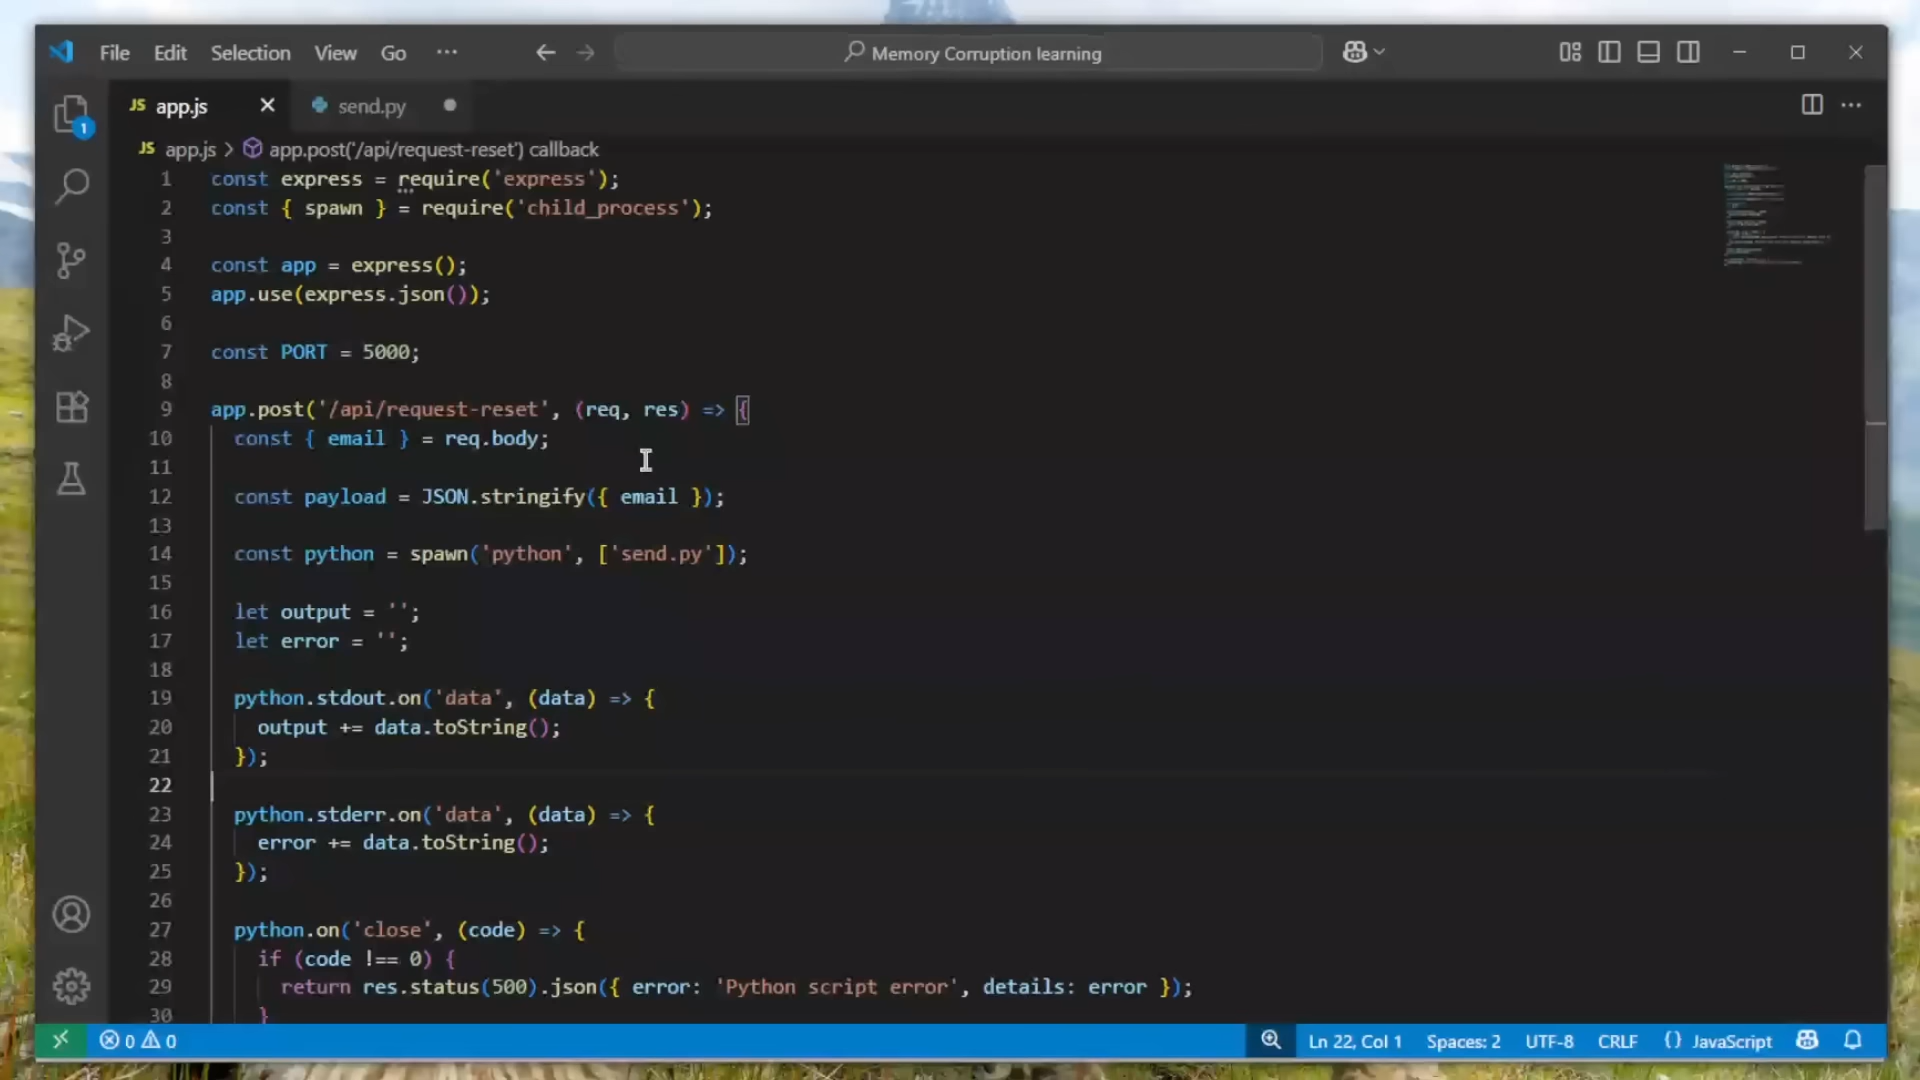 File Edit Selection View Go ···
Memory Corruption learning
JS app.js
send.py
1
JS app.js > app.post('/api/request-reset') callback
1 const express = require('express');
2 const { spawn } = require('child_process');
3
4 const app = express();
5 app.use(express.json());
6
7 const PORT = 5000;
8
9 app.post('/api/request-reset', (req, res) => {
10 const { email } = req.body;
11
12 const payload = JSON.stringify({ email });
13
14 const python = spawn('python', ['send.py']);
15
16 let output = '';
17 let error = '';
18
19 python.stdout.on('data', (data) => {
20 output += data.toString();
21 });
22
23 python.stderr.on('data', (data) => {
24 error += data.toString();
25 });
26
27 python.on('close', (code) => {
28 if (code !== 0) {
29 return res.status(500).json({ error: 'Python script error', details: error });
30 }
0 0
Ln 22, Col 1 Spaces: 2 UTF-8 CRLF {} JavaScript